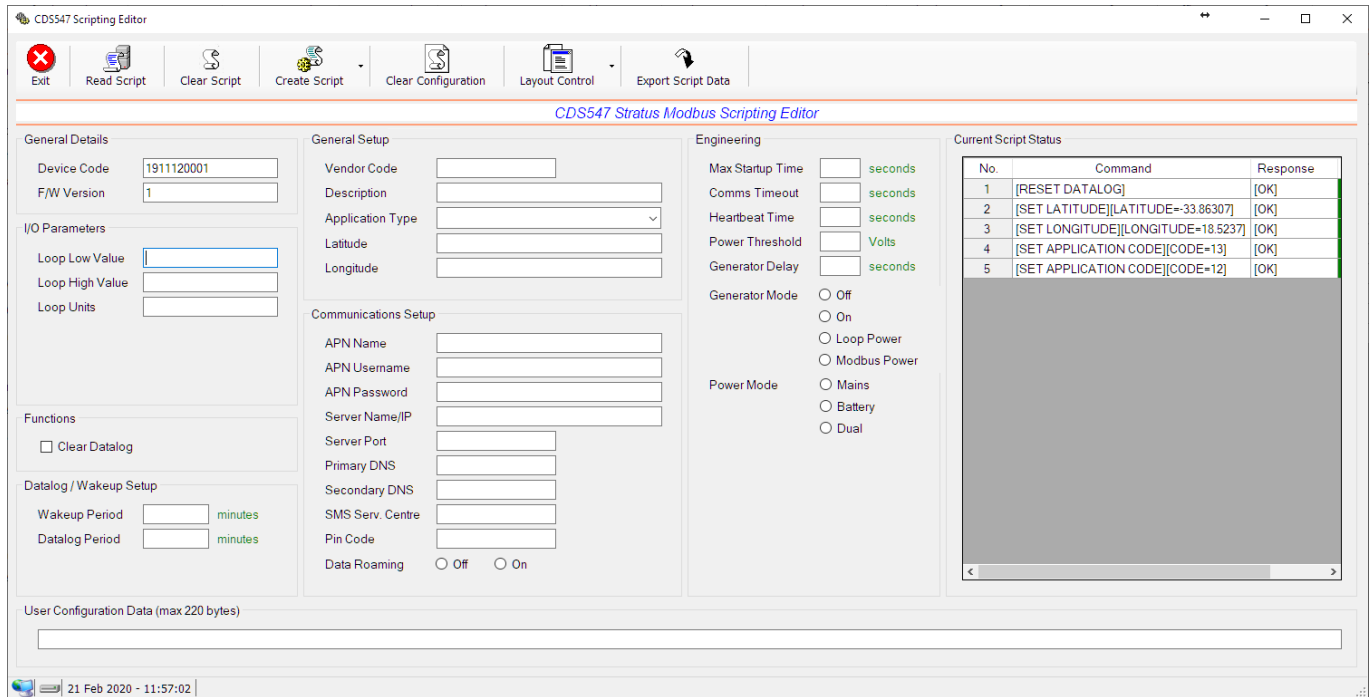 CDS547 Scripting Editor
Exit
Read Script
Clear Script
Create Script
Clear Configuration
Layout Control
Export Script Data
CDS547 Stratus Modbus Scripting Editor
General Details
Device Code 1911120001
F/W Version 1
I/O Parameters
Loop Low Value
Loop High Value
Loop Units
Functions
Clear Datalog
Datalog / Wakeup Setup
Wakeup Period minutes
Datalog Period minutes
General Setup
Vendor Code
Description
Application Type
Latitude
Longitude
Communications Setup
APN Name
APN Username
APN Password
Server Name/IP
Server Port
Primary DNS
Secondary DNS
SMS Serv. Centre
Pin Code
Data Roaming Off On
Engineering
Max Startup Time seconds
Comms Timeout seconds
Heartbeat Time seconds
Power Threshold Volts
Generator Delay seconds
Generator Mode Off
On
Loop Power
Modbus Power
Power Mode Mains
Battery
Dual
Current Script Status
No. Command Response
1 [RESET DATALOG] [OK]
2 [SET LATITUDE][LATITUDE=-33.86307] [OK]
3 [SET LONGITUDE][LONGITUDE=18.5237] [OK]
4 [SET APPLICATION CODE][CODE=13] [OK]
5 [SET APPLICATION CODE][CODE=12] [OK]
User Configuration Data (max 220 bytes)
21 Feb 2020 - 11:57:02